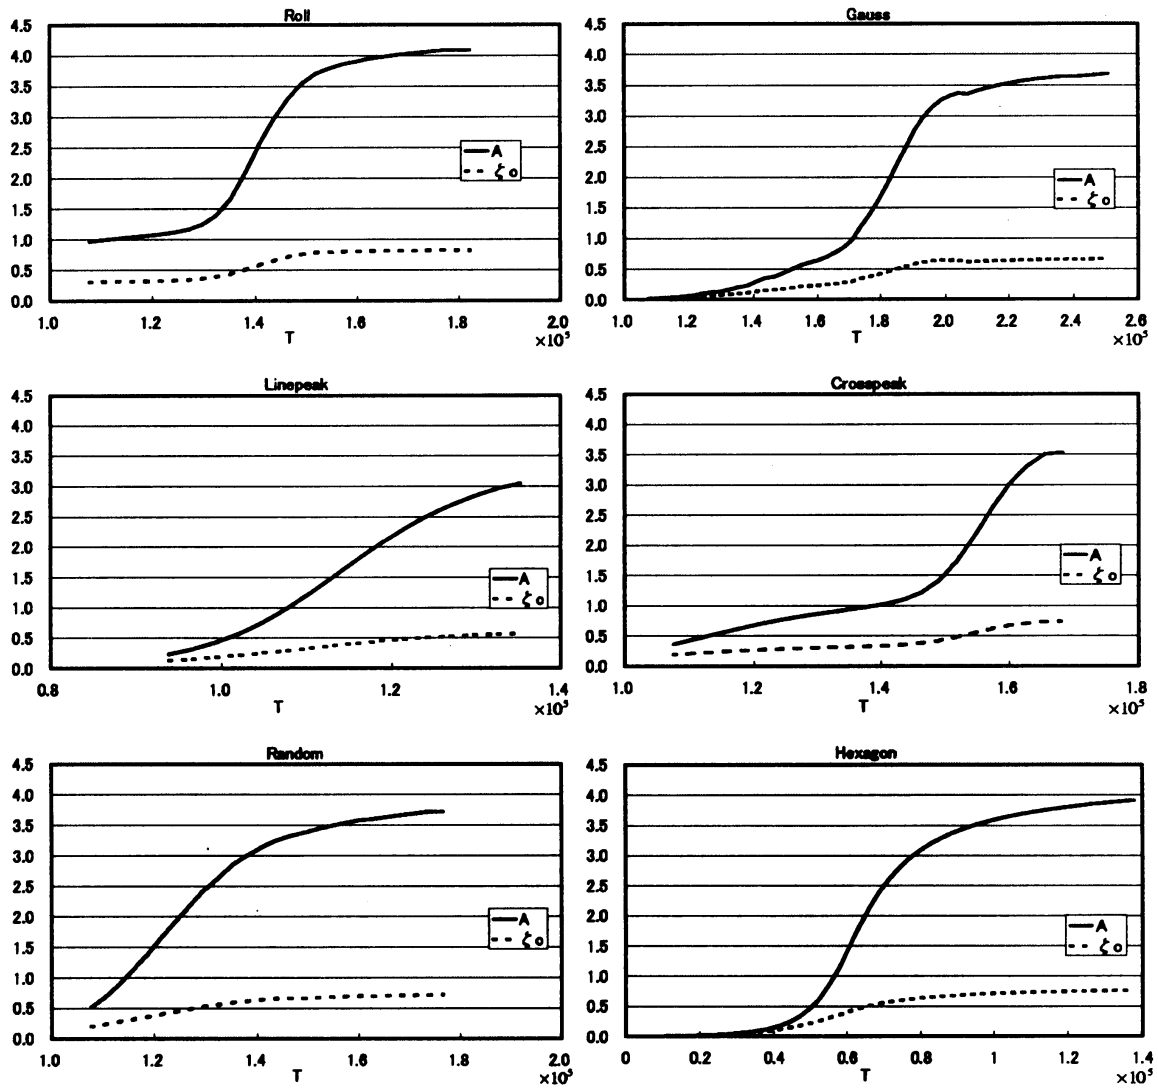 Roll
4.5
4.0
3.5
3.0
2.5
2.0
1.5
1.0
0.5
0.0
A
ζo
1.0 1.2 1.4 1.6 1.8 2.0
T
×10⁵
Gauss
4.5
4.0
3.5
3.0
2.5
2.0
1.5
1.0
0.5
0.0
A
ζo
1.0 1.2 1.4 1.6 1.8 2.0 2.2 2.4 2.6
T
×10⁵
Linepeak
4.5
4.0
3.5
3.0
2.5
2.0
1.5
1.0
0.5
0.0
A
ζo
0.8 1.0 1.2 1.4
T
×10⁵
Crosspeak
4.5
4.0
3.5
3.0
2.5
2.0
1.5
1.0
0.5
0.0
A
ζo
1.0 1.2 1.4 1.6 1.8
T
×10⁵
Random
4.5
4.0
3.5
3.0
2.5
2.0
1.5
1.0
0.5
0.0
A
ζo
1.0 1.2 1.4 1.6 1.8 2.0
T
×10⁵
Hexagon
4.5
4.0
3.5
3.0
2.5
2.0
1.5
1.0
0.5
0.0
A
ζo
0 0.2 0.4 0.6 0.8 1 1.2 1.4
T
×10⁵